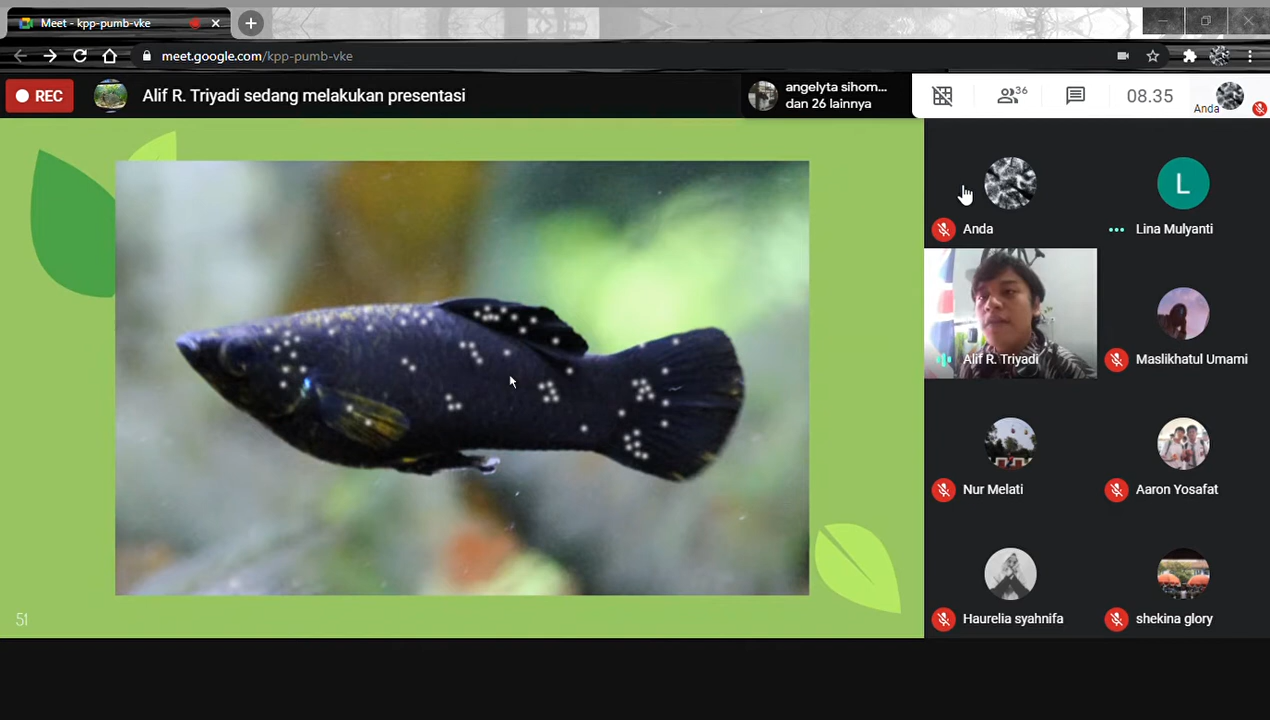 Meet - kpp-pumb-vke
meet.google.com/kpp-pumb-vke
REC
Alif R. Triyadi sedang melakukan presentasi
angelyta sihom...
dan 26 lainnya
36
08.35
Anda
Anda
L
Lina Mulyanti
Alif R. Triyadi
Maslikhatul Umami
Nur Melati
Aaron Yosafat
Haurelia syahnifa
shekina glory
51